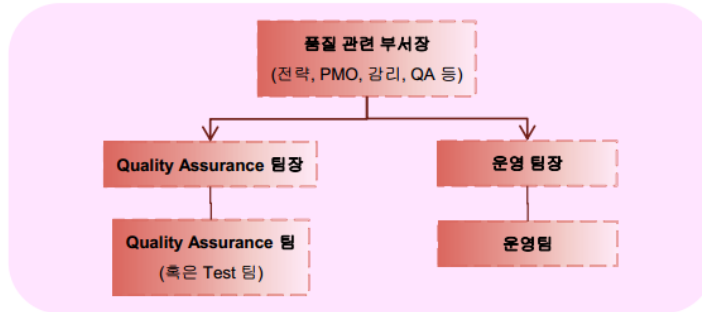 품질 관련 부서장
(전략, PMO, 감리, QA 등)
Quality Assurance 팀장
운영 팀장
Quality Assurance 팀
(혹은 Test 팀)
운영팀